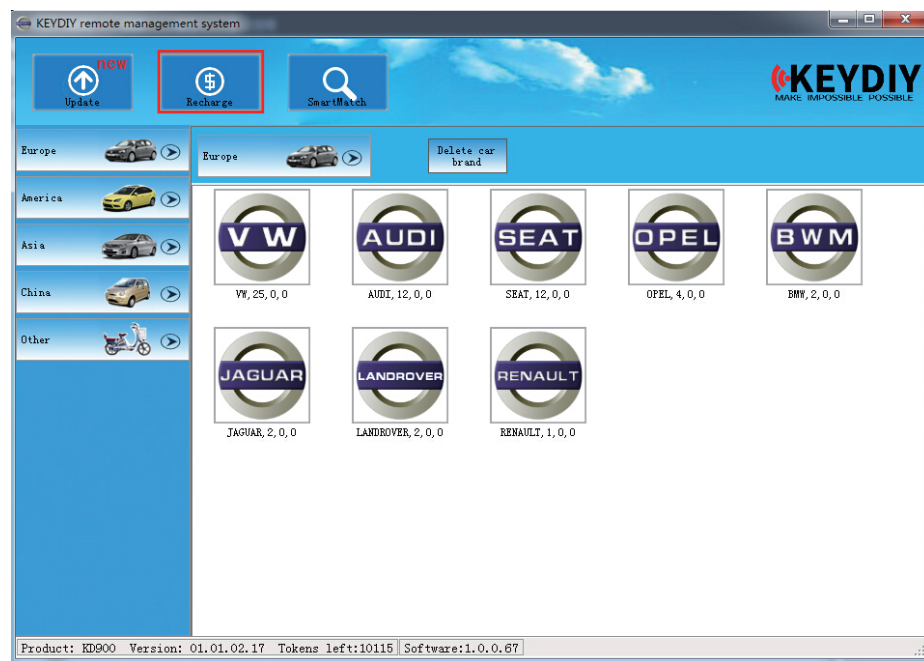 KEYDIY remote management system
new
Update
Recharge
SmartMatch
KEYDIY
MAKE IMPOSSIBLE POSSIBLE
Europe
America
Asia
China
Other
Europe
Delete car
brand
VW
VW, 25, 0, 0
AUDI
AUDI, 12, 0, 0
SEAT
SEAT, 12, 0, 0
OPEL
OPEL, 4, 0, 0
BWM
BMW, 2, 0, 0
JAGUAR
JAGUAR, 2, 0, 0
LANDROVER
LANDROVER, 2, 0, 0
RENAULT
RENAULT, 1, 0, 0
Product: KD900 Version: 01.01.02.17 Tokens left:10115 Software:1.0.0.67